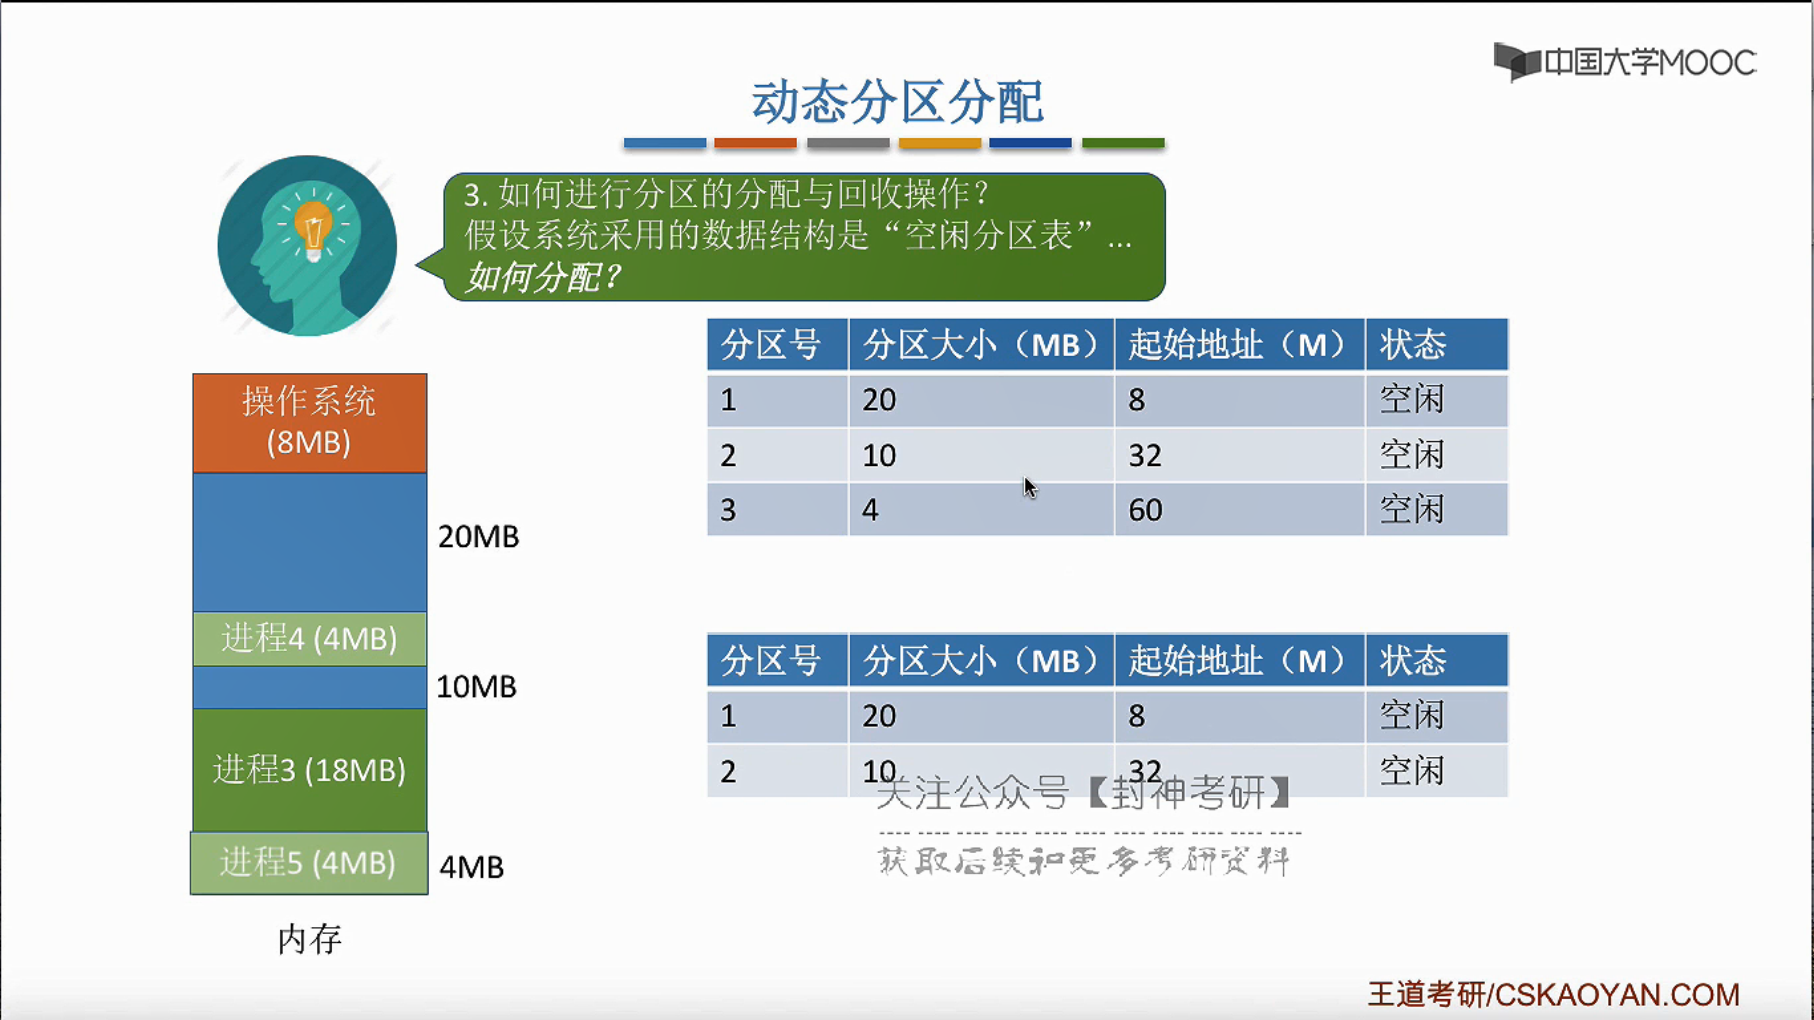 中国大学MOOC
动态分区分配
3. 如何进行分区的分配与回收操作？
假设系统采用的数据结构是“空闲分区表”...
如何分配？
分区号 分区大小（MB） 起始地址（M） 状态
1 20 8 空闲
2 10 32 空闲
3 4 60 空闲
操作系统
(8MB)
20MB
进程4 (4MB)
10MB
进程3 (18MB)
进程5 (4MB)
4MB
内存
分区号 分区大小（MB） 起始地址（M） 状态
1 20 8 空闲
2 10 32 空闲
关注公众号【封神考研】
获取后续和更多考研资料
王道考研/CSKAOYAN.COM